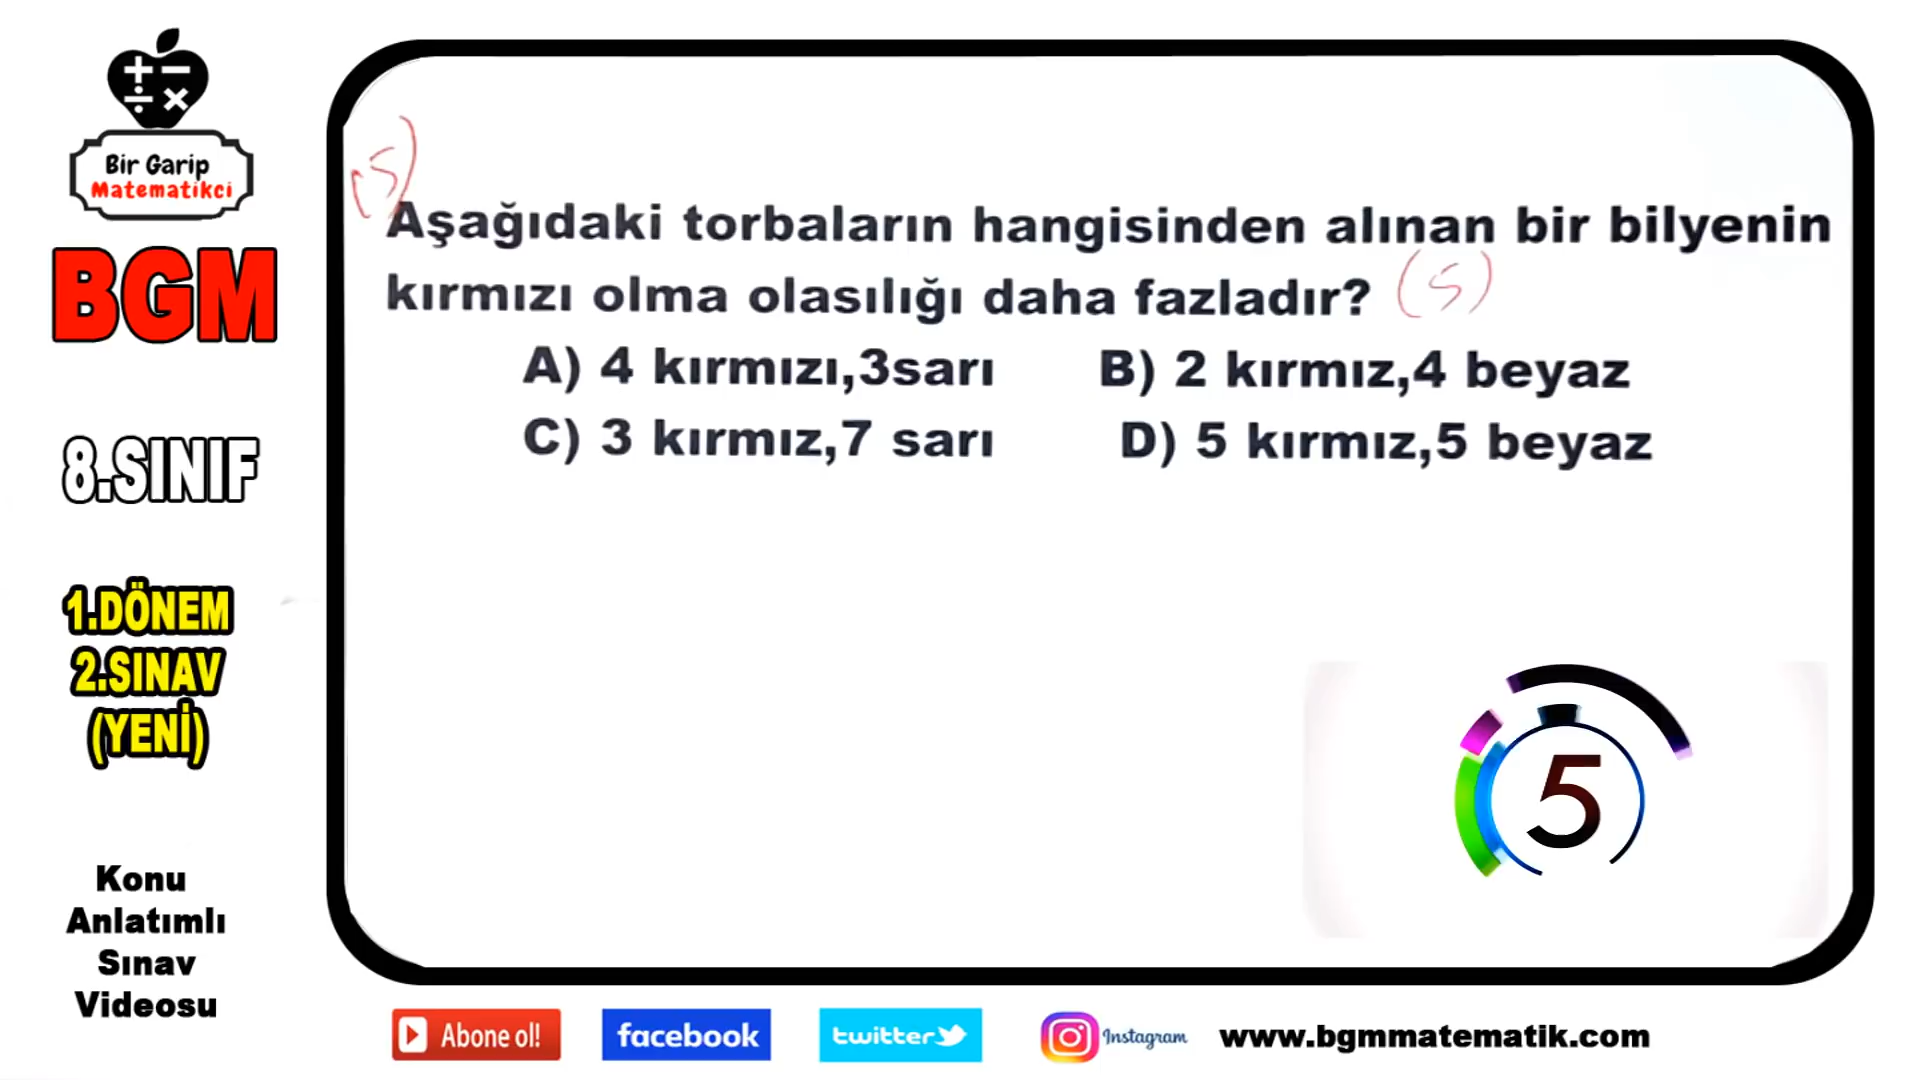 Bir Garip
Matematikci
BGM
8.SINIF
1.DÖNEM
2.SINAV
(YENİ)
Konu
Anlatımlı
Sınav
Videosu
Aşağıdaki torbaların hangisinden alınan bir bilyenin
kırmızı olma olasılığı daha fazladır? (5)
A) 4 kırmızı,3sarı B) 2 kırmız,4 beyaz
C) 3 kırmız,7 sarı D) 5 kırmız,5 beyaz
5
Abone ol! facebook twitter Instagram www.bgmmatematik.com